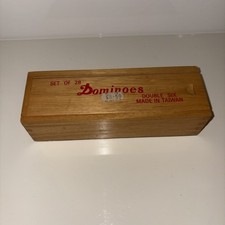 SET OF 28
Dominoes
DOUBLE SIX
MADE IN TAIWAN